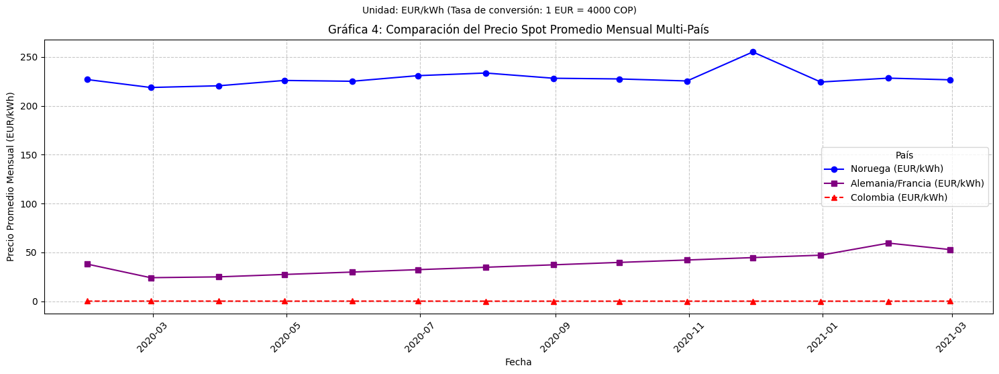 Unidad: EUR/kWh (Tasa de conversión: 1 EUR = 4000 COP)
Gráfica 4: Comparación del Precio Spot Promedio Mensual Multi-País
Precio Promedio Mensual (EUR/kWh)
250
200
150
100
50
0
País
Noruega (EUR/kWh)
Alemania/Francia (EUR/kWh)
Colombia (EUR/kWh)
2020-03
2020-05
2020-07
2020-09
2020-11
2021-01
2021-03
Fecha